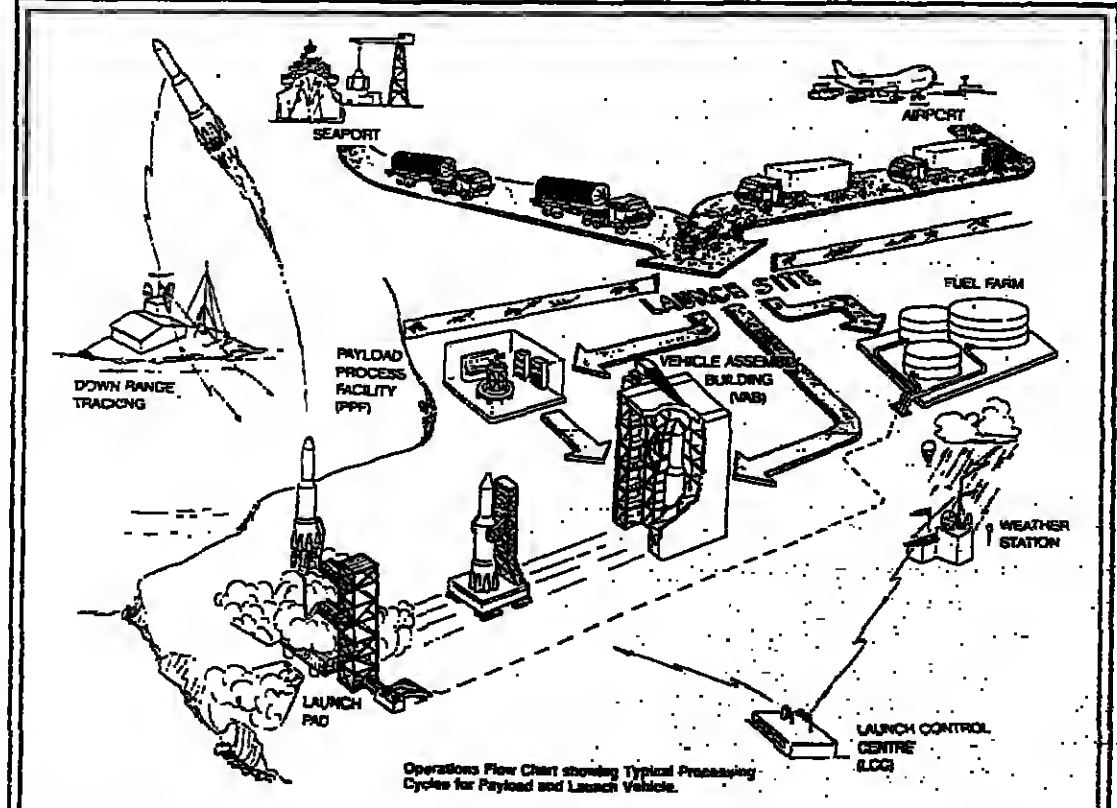 SEAPORT
AIRPORT
LAUNCH SITE
FUEL FARM
DOWN RANGE
TRACKING
PAYLOAD
PROCESS
FACILITY
(PPF)
VEHICLE ASSEMBLY
BUILDING
(VAB)
WEATHER
STATION
LAUNCH
PAD
LAUNCH CONTROL
CENTRE
(LCC)
Operations Flow Chart showing Typical Processing
Cycles for Payload and Launch Vehicle.